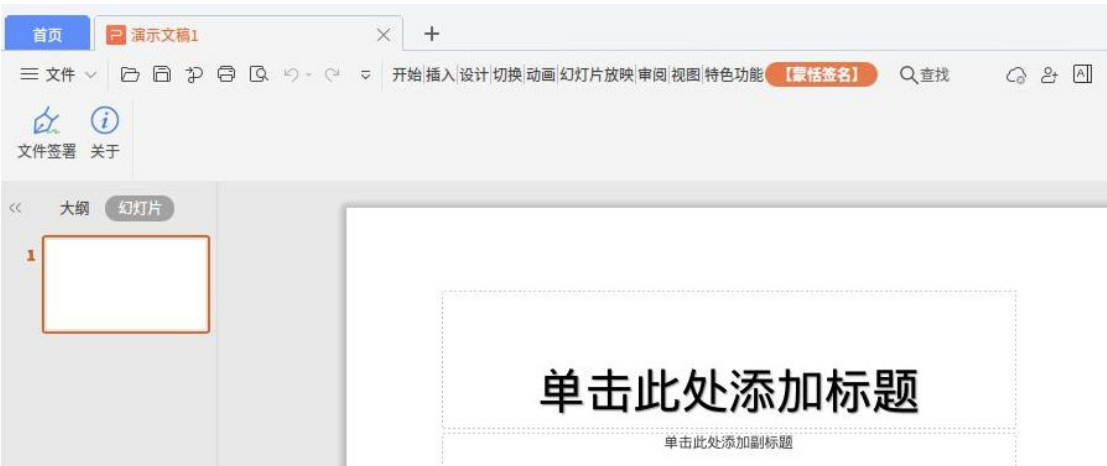 首页 演示文稿1
文件 开始 插入 设计 切换 动画 幻灯片放映 审阅 视图 特色功能 【蒙恬签名】 查找
文件签署 关于
大纲 幻灯片
1
单击此处添加标题
单击此处添加副标题